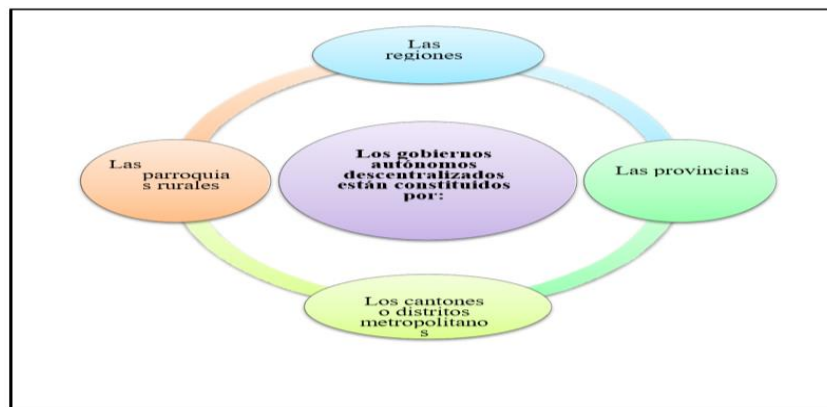 Las
regiones
Los gobiernos
autónomos
descentralizados
están constituidos
por:
Las
parroquia
s rurales
Las provincias
Los cantones
o distritos
metropolitano
s